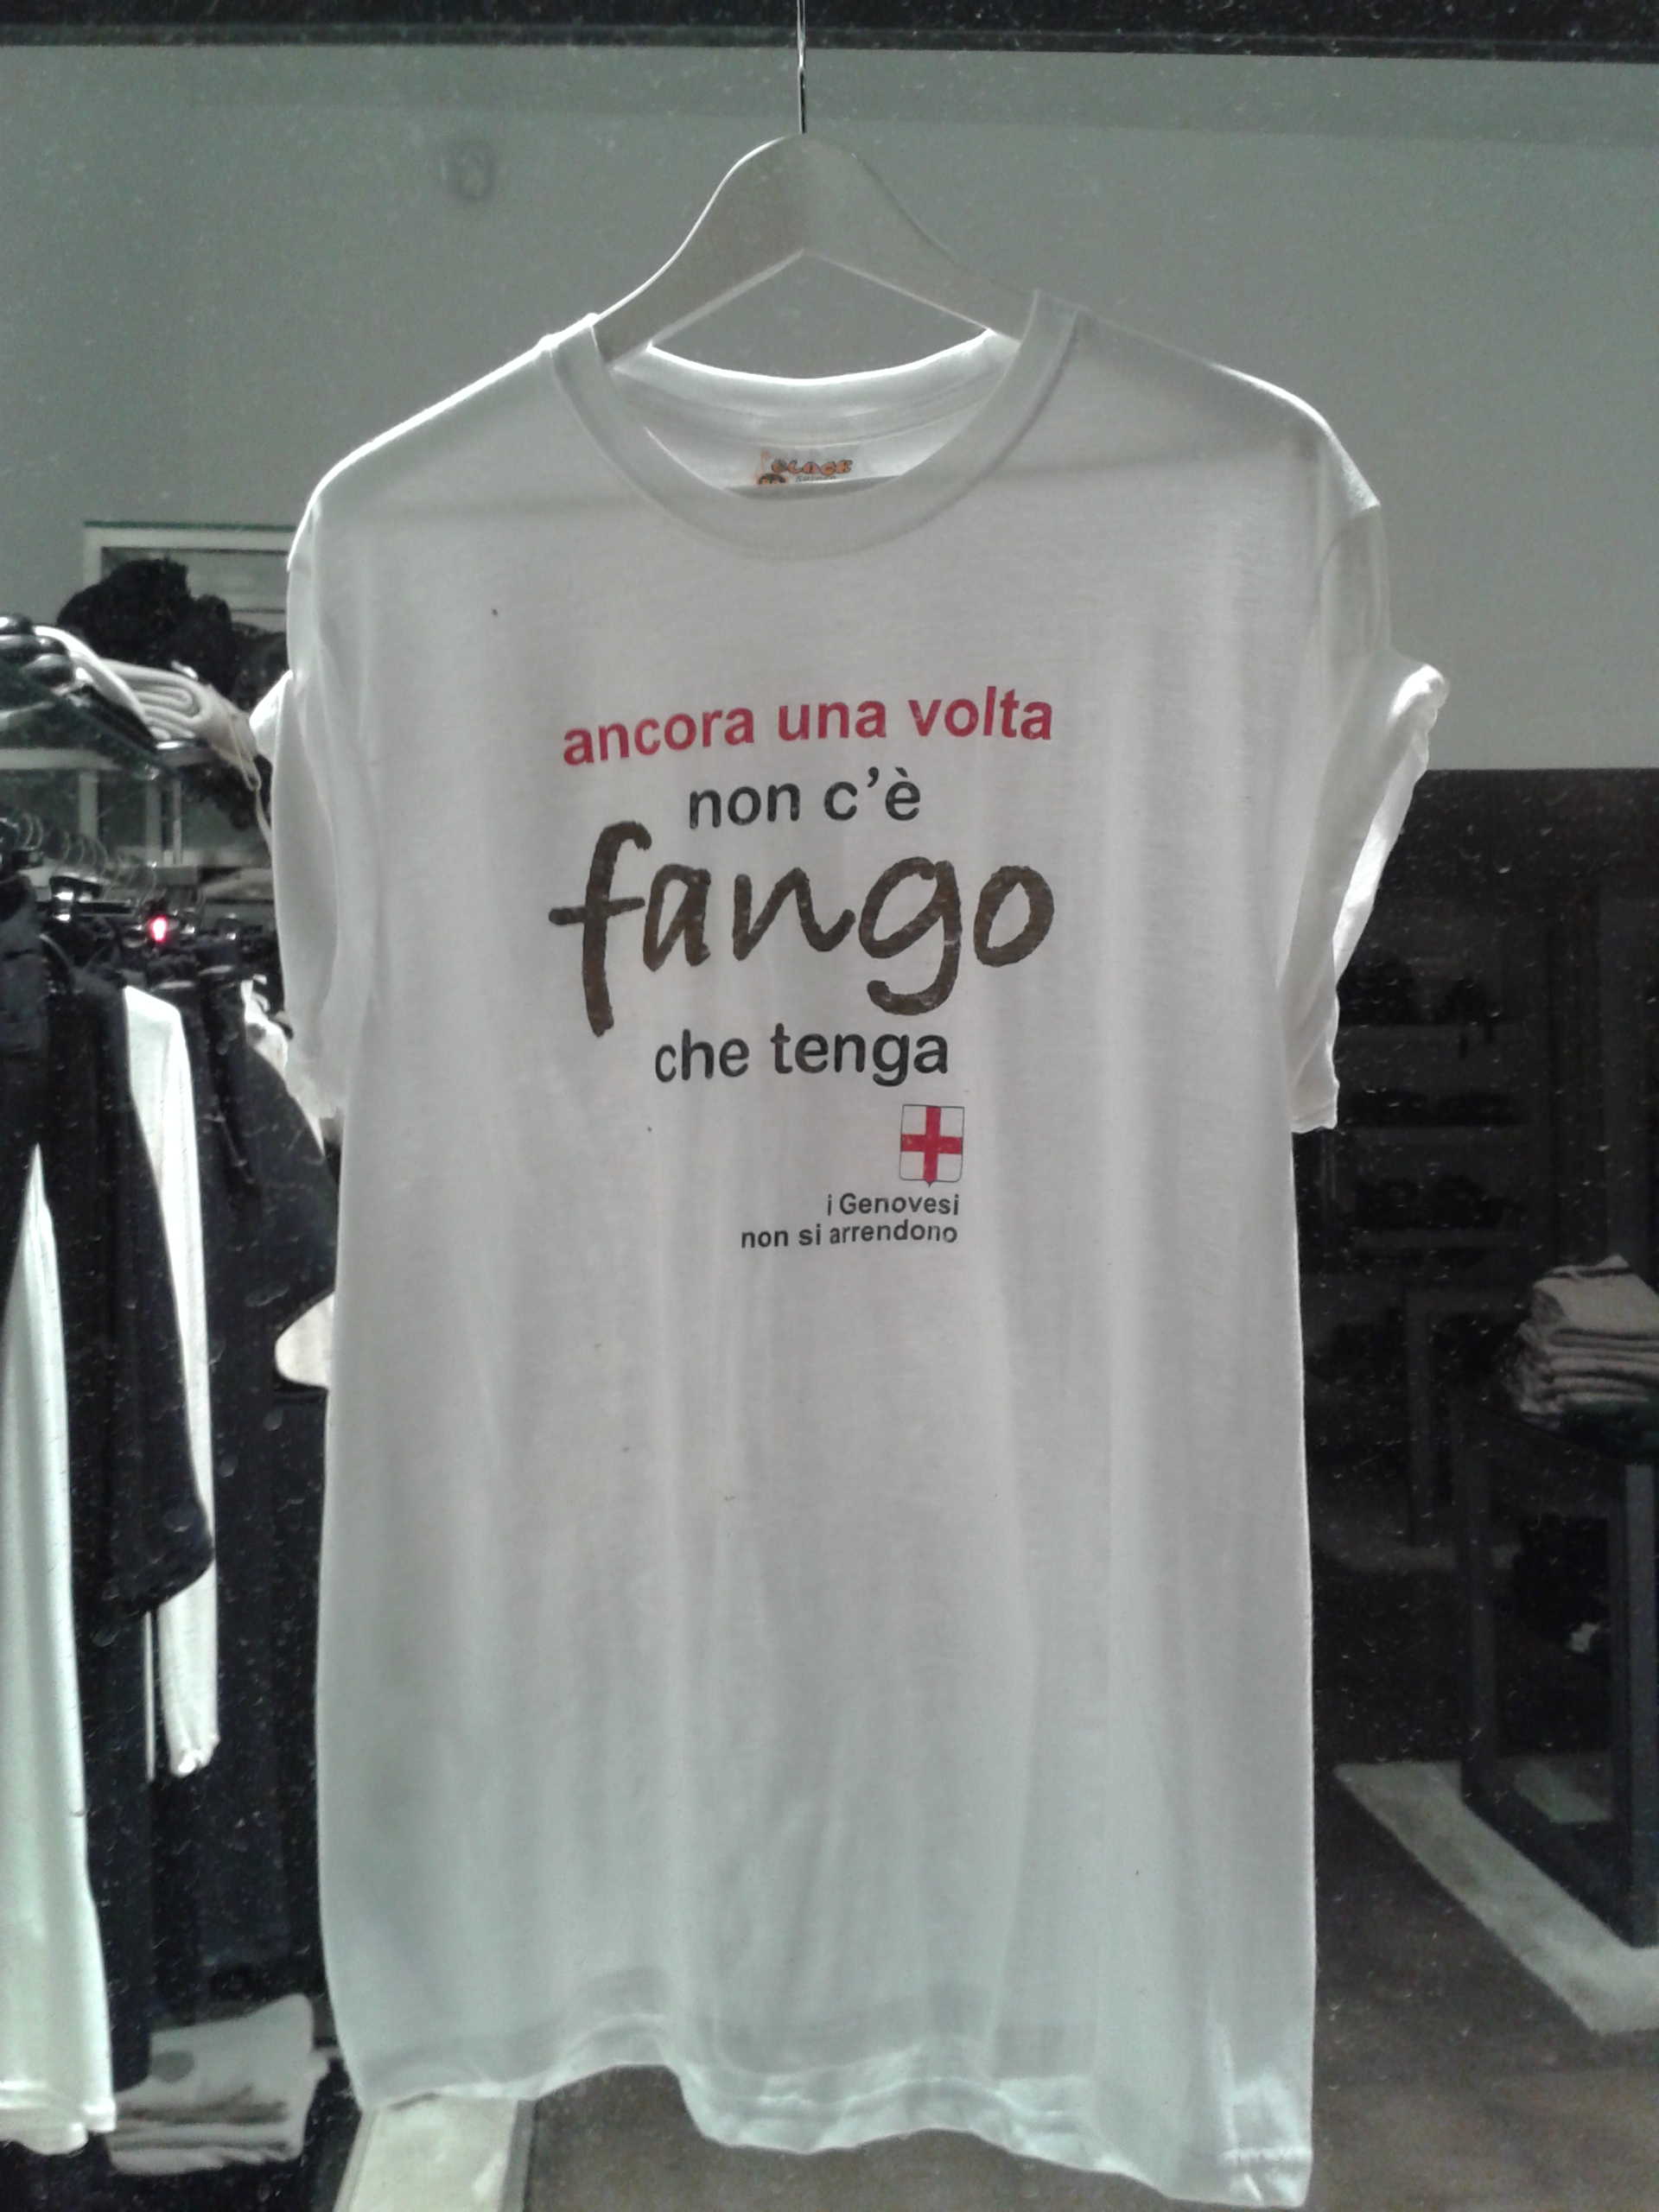 ancora una volta
non c'è
fango
che tenga
i Genovesi
non si arrendono